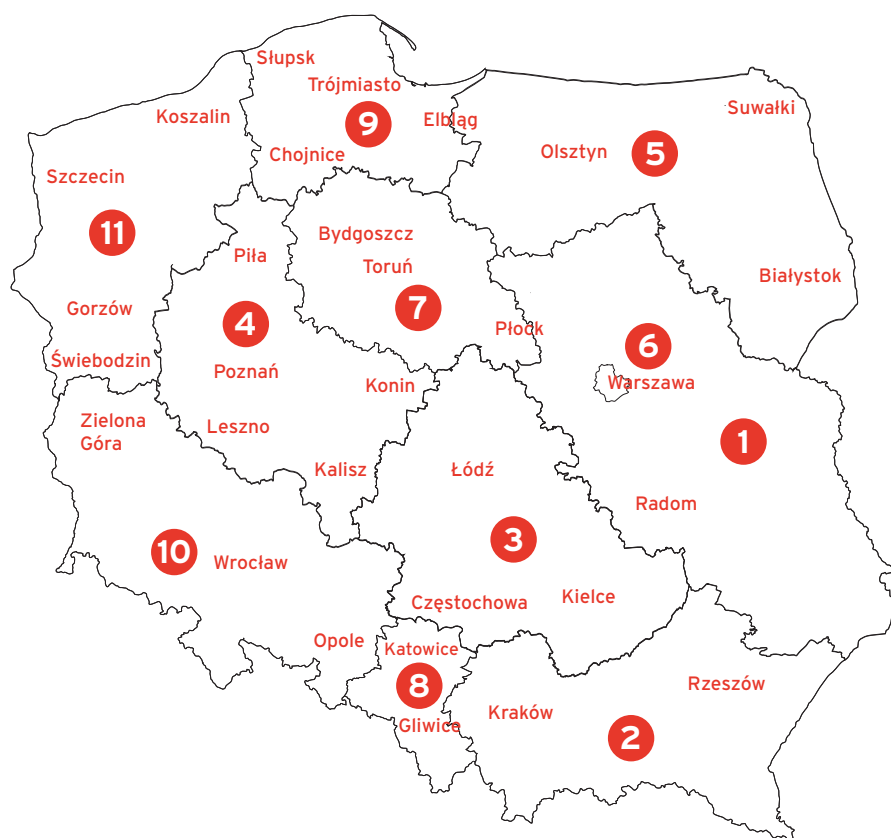 Słupsk
Trójmiasto
Koszalin
9
Elbląg
Suwałki
Chojnice
Olsztyn
5
Szczecin
11
Bydgoszcz
Piła
Toruń
Białystok
Gorzów
4
7
Płock
6
Świebodzin
Poznań
Konin
Warszawa
Zielona
Góra
Leszno
1
Kalisz
Łódź
Radom
3
10
Wrocław
Częstochowa
Kielce
Opole
Katowice
8
Rzeszów
Kraków
Gliwice
2